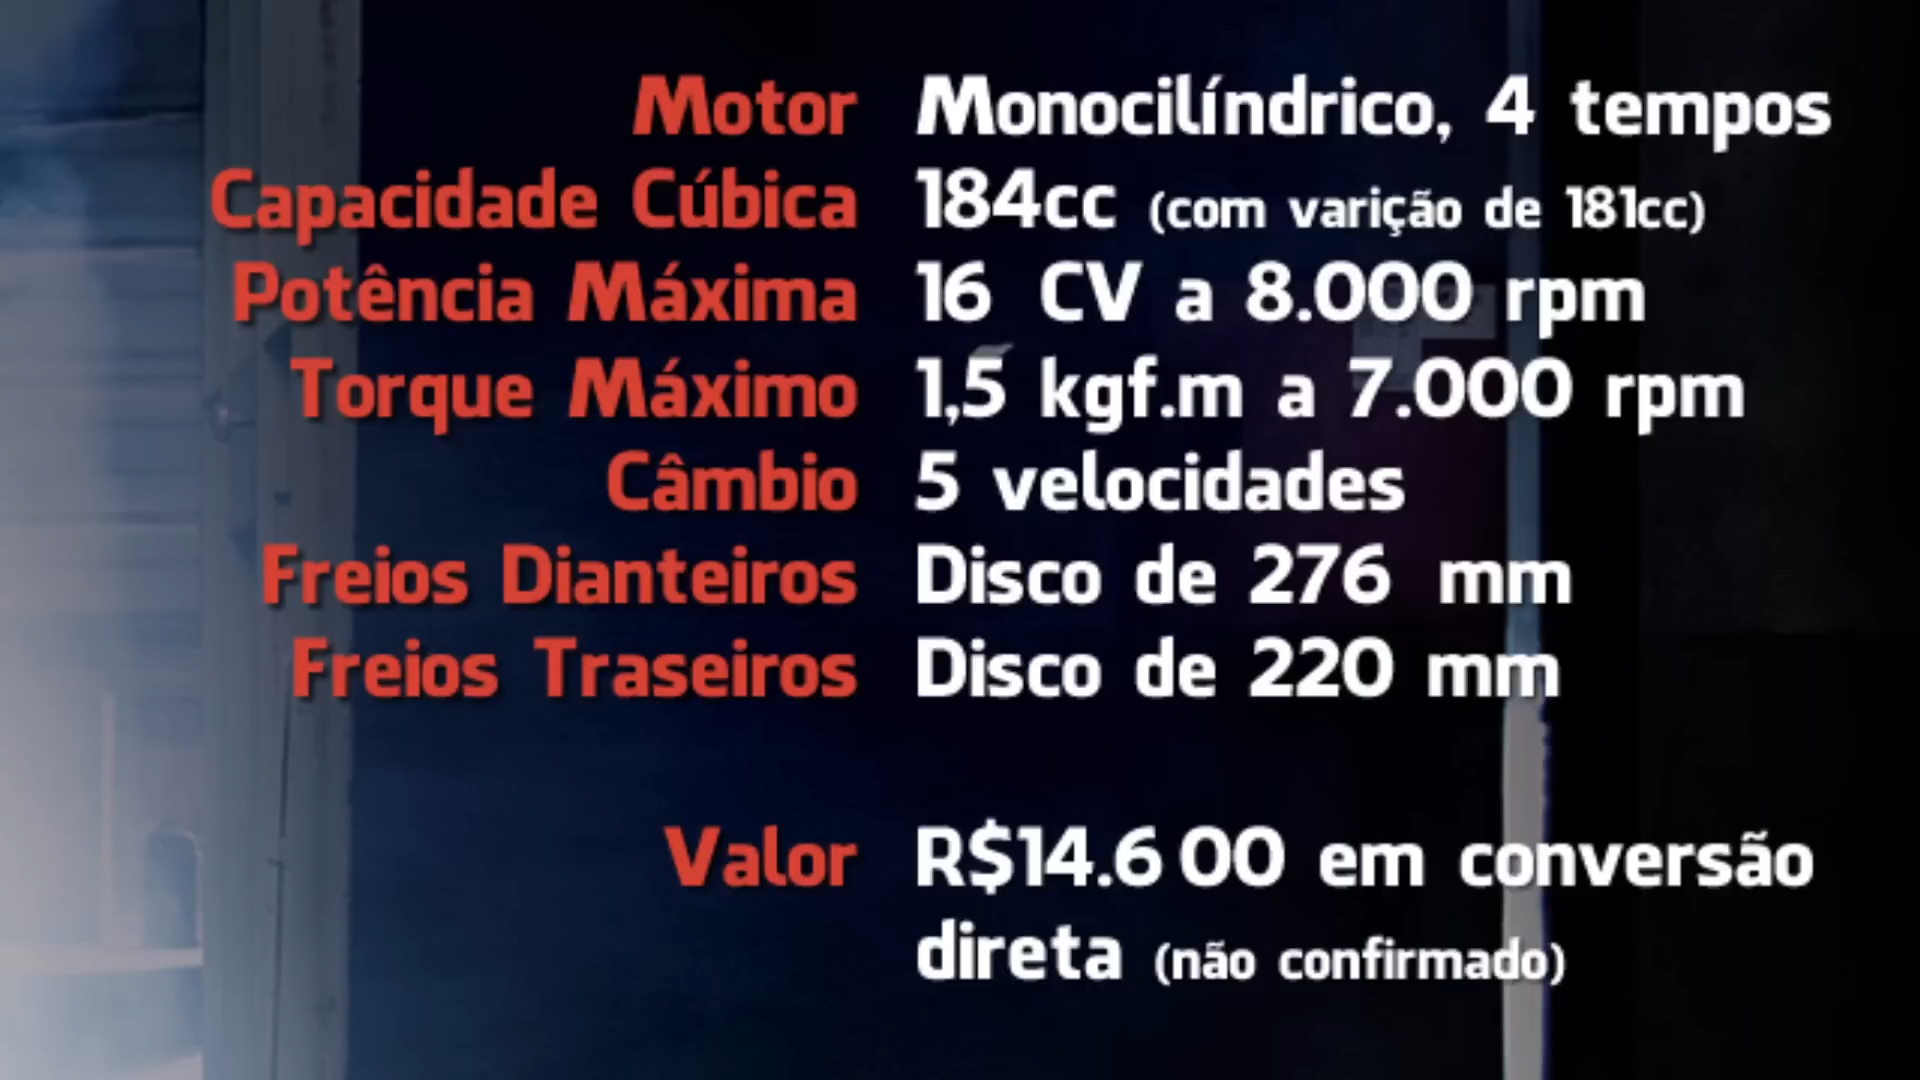 Motor Monocilíndrico, 4 tempos
Capacidade Cúbica 184cc (com varição de 181cc)
Potência Máxima 16 CV a 8.000 rpm
Torque Máximo 1,5 kgf.m a 7.000 rpm
Câmbio 5 velocidades
Freios Dianteiros Disco de 276 mm
Freios Traseiros Disco de 220 mm
Valor R$14.600 em conversão
direta (não confirmado)